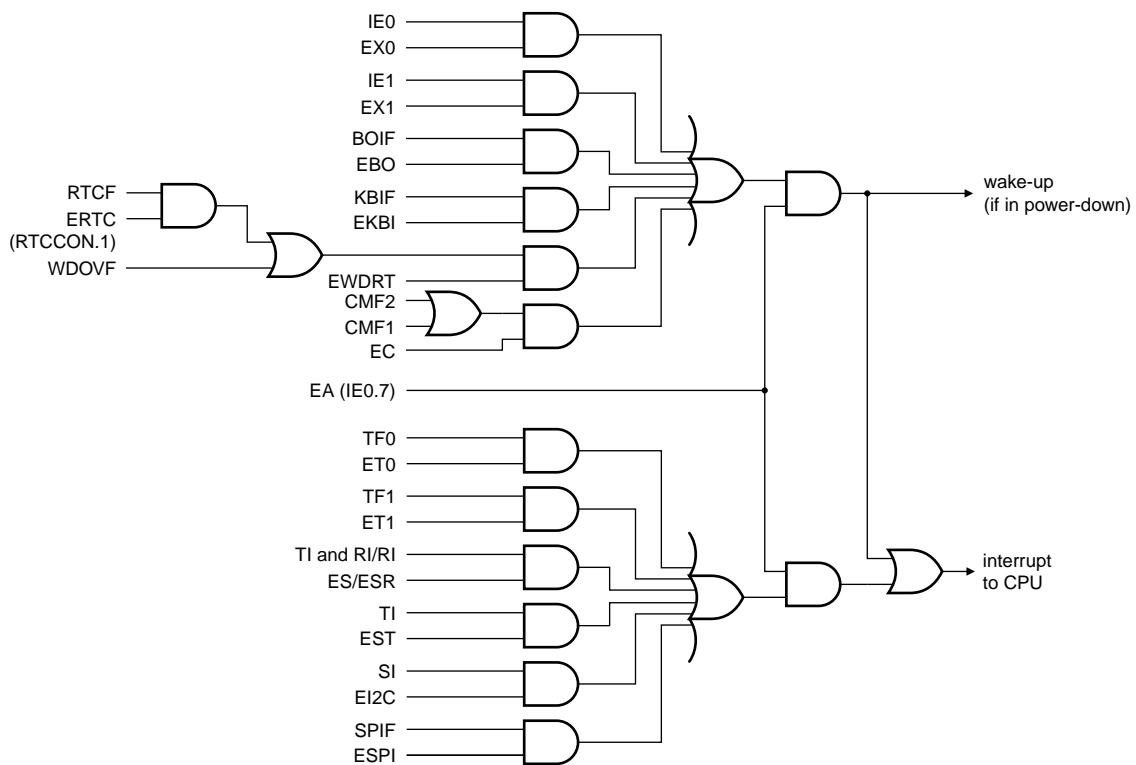 IE0
EX0
IE1
EX1
BOIF
EBO
KBIF
EKBI
RTCF
ERTC
(RTCCON.1)
WDOVF
EWDRT
CMF2
CMF1
EC
EA (IE0.7)
wake-up
(if in power-down)
TF0
ET0
TF1
ET1
TI and RI/RI
ES/ESR
TI
EST
SI
EI2C
SPIF
ESPI
interrupt
to CPU